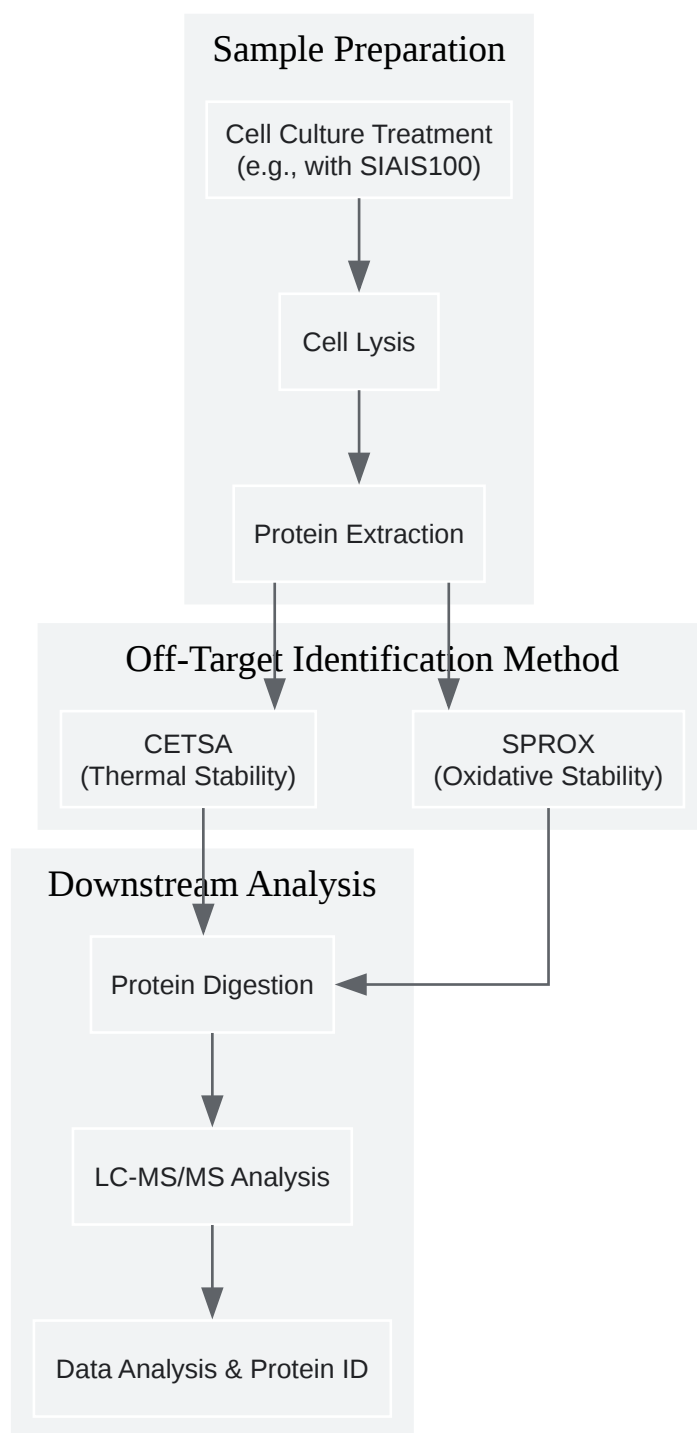 Sample Preparation
Cell Culture Treatment
(e.g., with SIAIS100)
Cell Lysis
Protein Extraction
Off-Target Identification Method
CETSA
(Thermal Stability)
SPROX
(Oxidative Stability)
Downstream Analysis
Protein Digestion
LC-MS/MS Analysis
Data Analysis & Protein ID